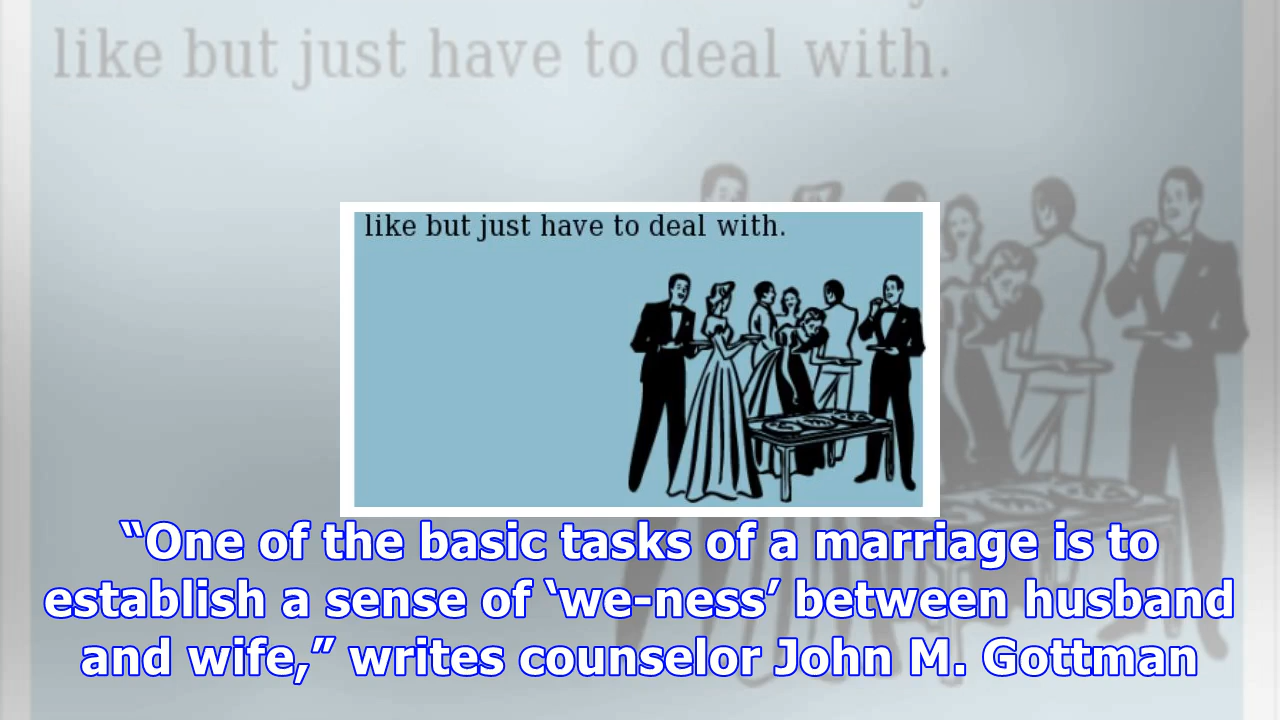 like but just have to deal with.
like but just have to deal with.
“One of the basic tasks of a marriage is to
establish a sense of ‘we-ness’ between husband
and wife,” writes counselor John M. Gottman